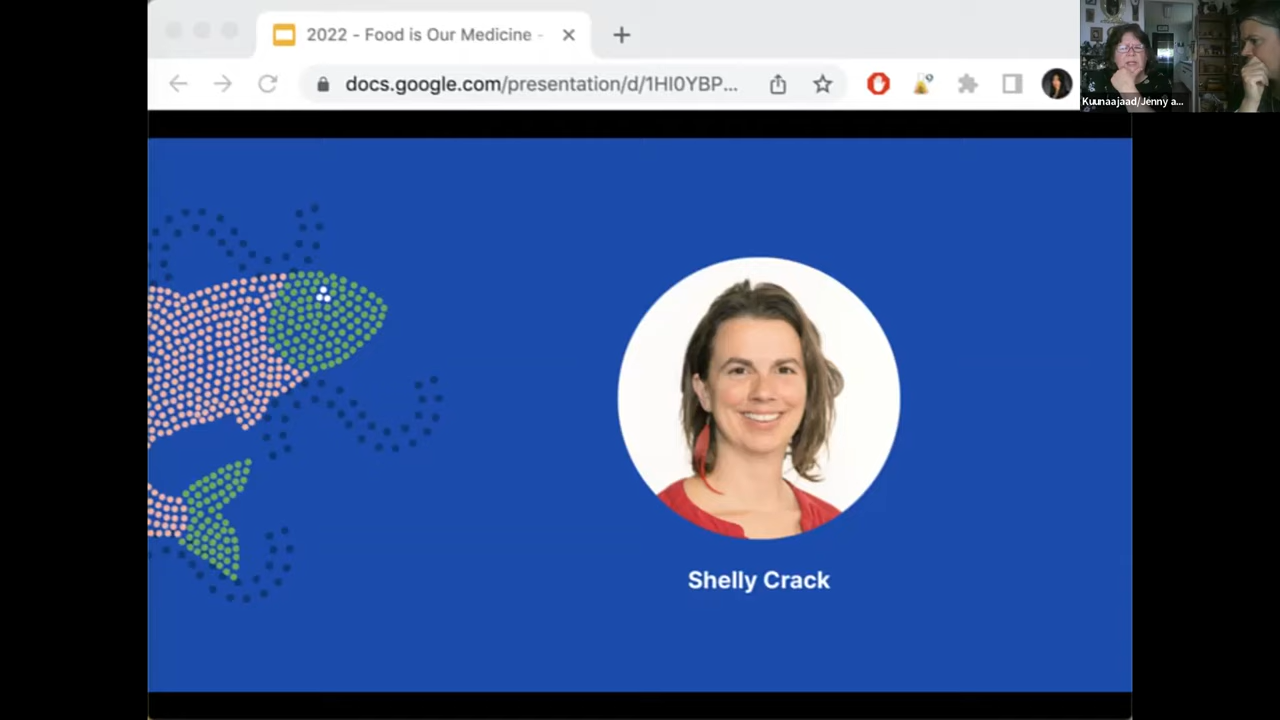 2022 - Food is Our Medicine -
docs.google.com/presentation/d/1HI0YBP...
Kuunaajaad/Jenny a...
Shelly Crack